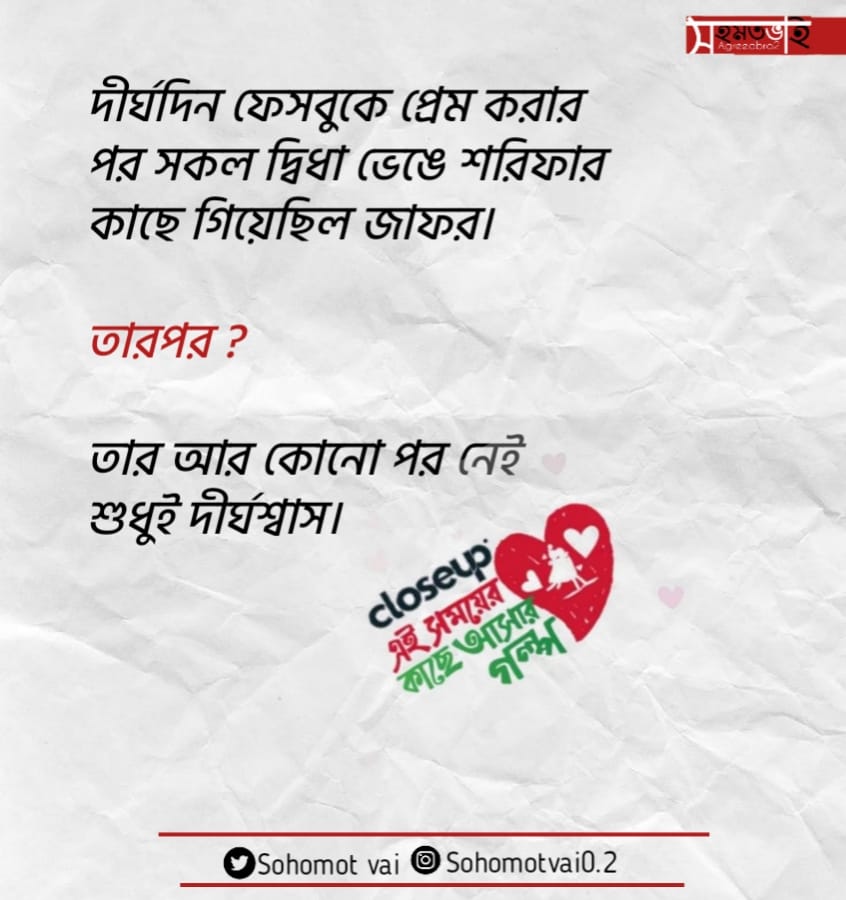 সহমতভাই
Agreeabro2
দীর্ঘদিন ফেসবুকে প্রেম করার
পর সকল দ্বিধা ভেঙে শরিফার
কাছে গিয়েছিল জাফর।
তারপর ?
তার আর কোনো পর নেই
শুধুই দীর্ঘশ্বাস।
closeup
এই সময়ের
কাছে আসার
গল্প
Sohomot vai Sohomotvai0.2